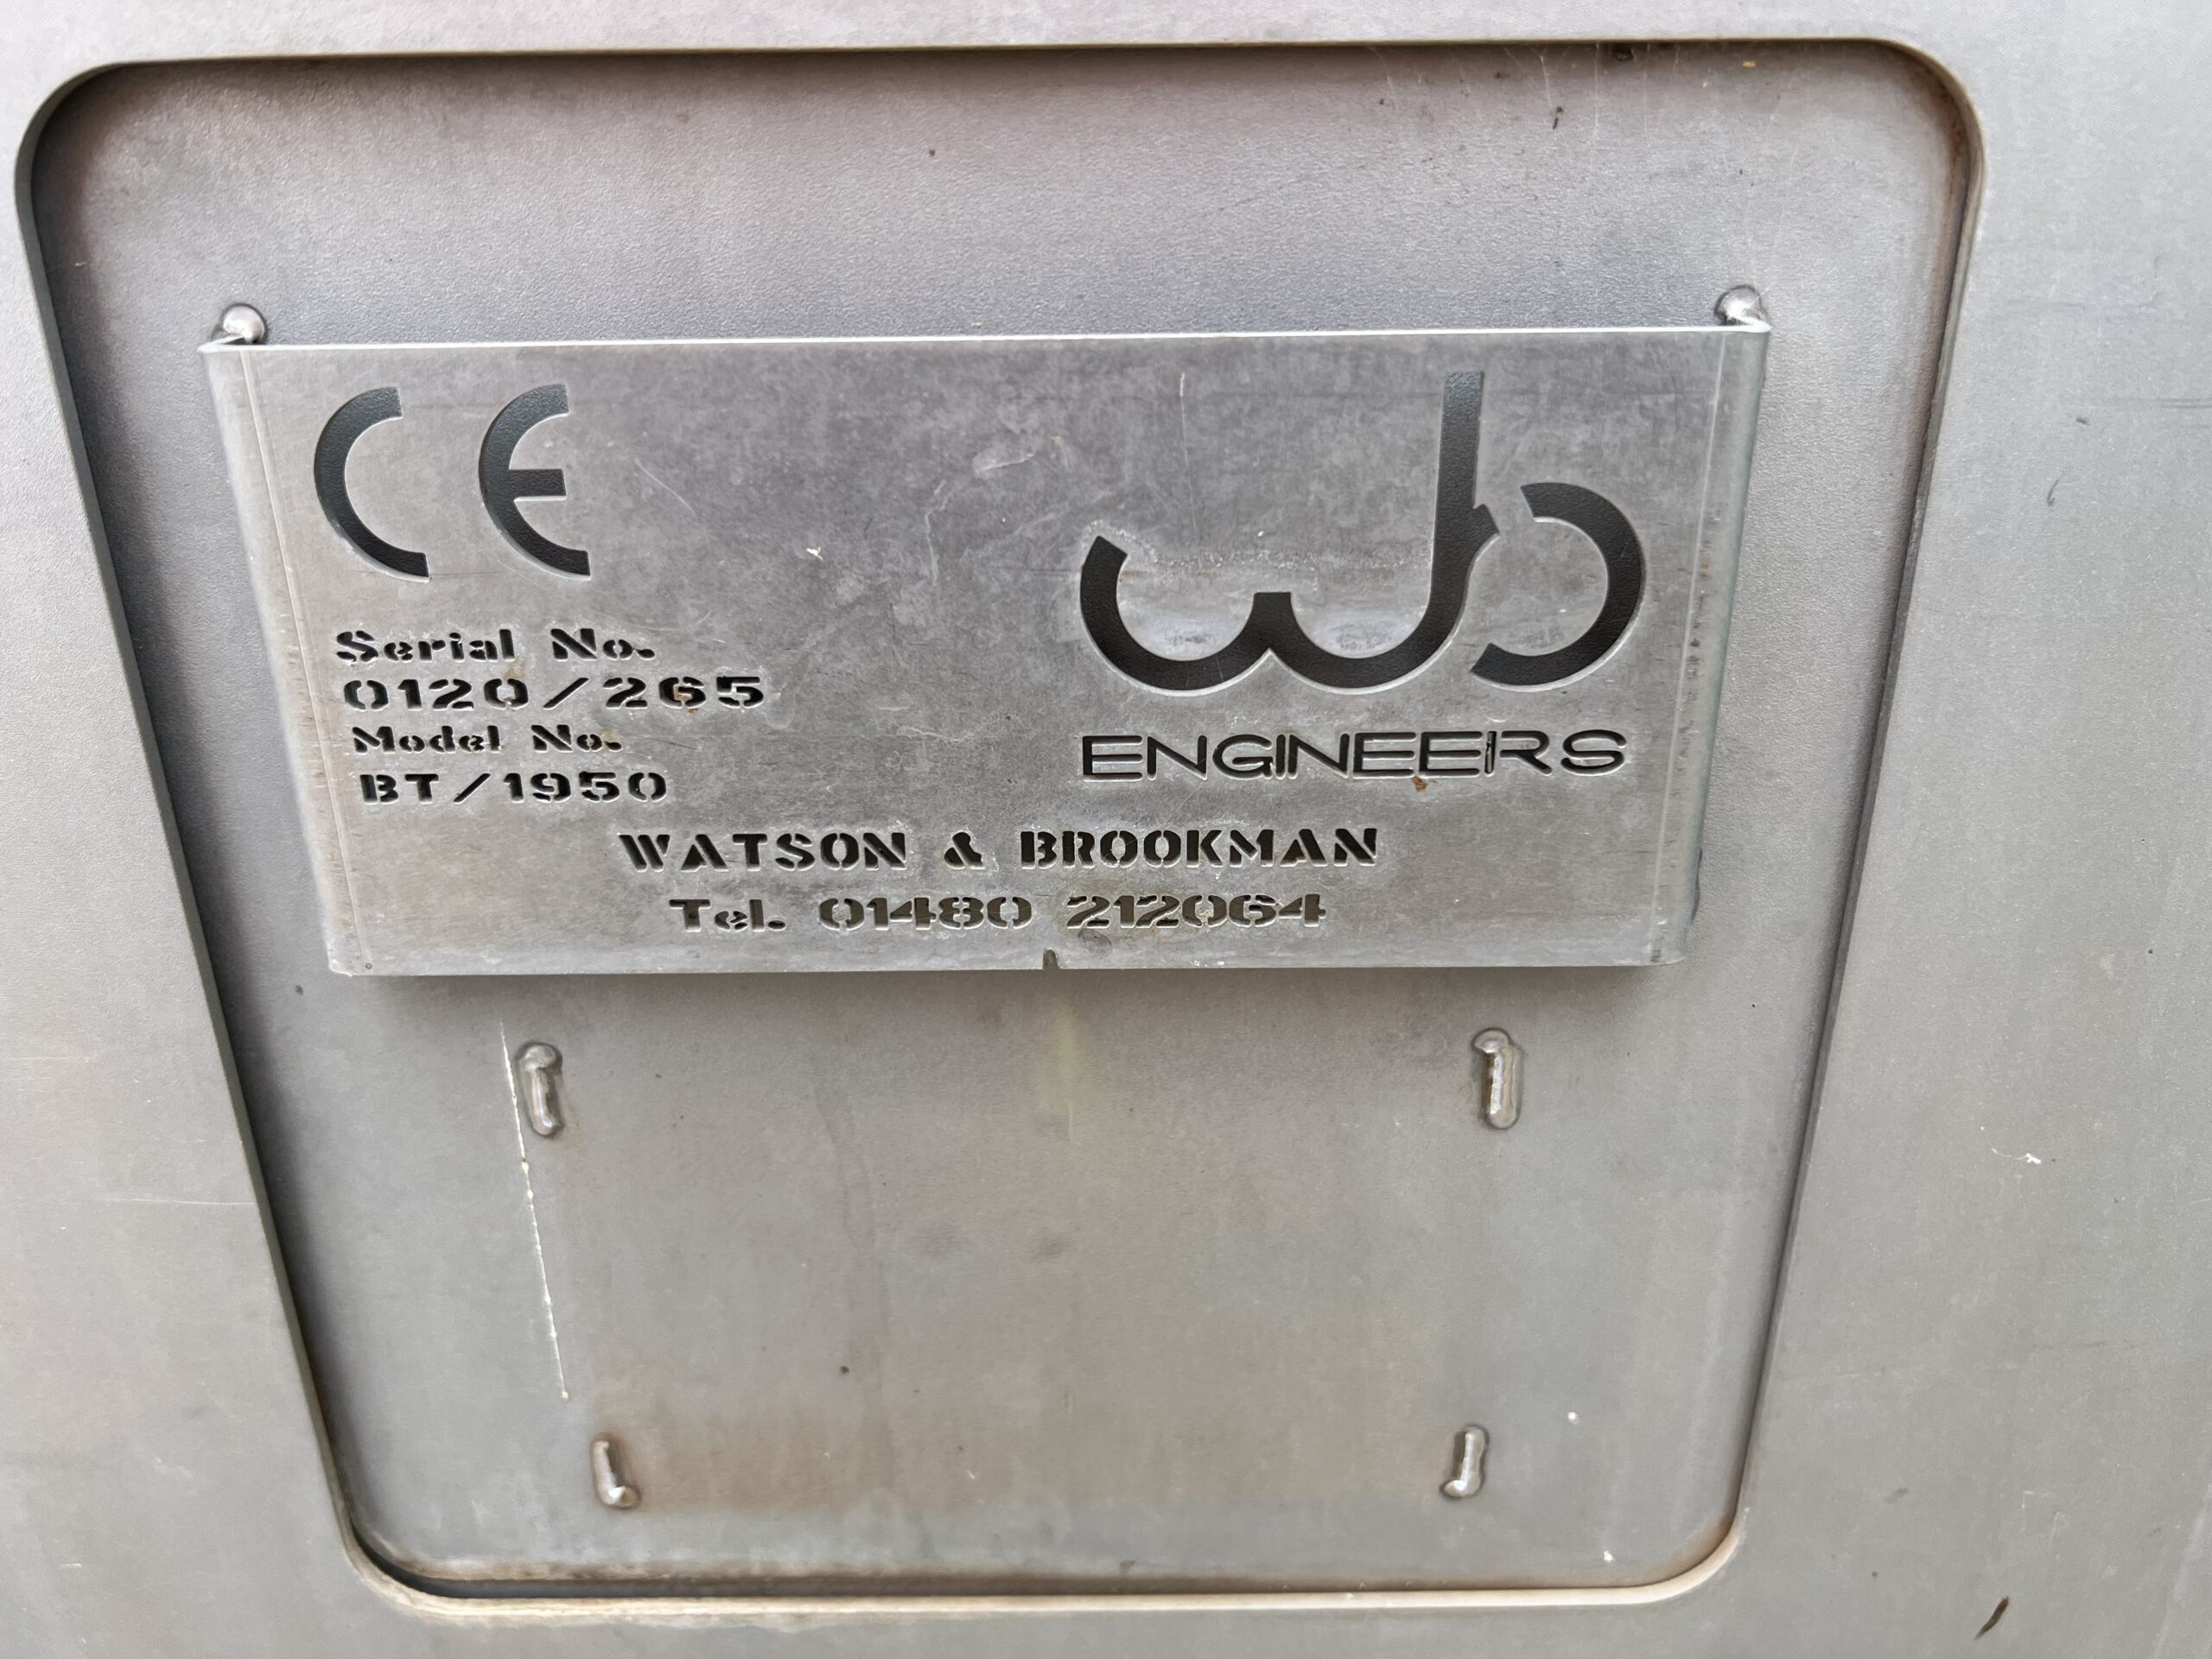 CE
wb
ENGINEERS
Serial No.
0120/265
Model No.
BT/1950
WATSON & BROOKMAN
Tel. 01480 212064